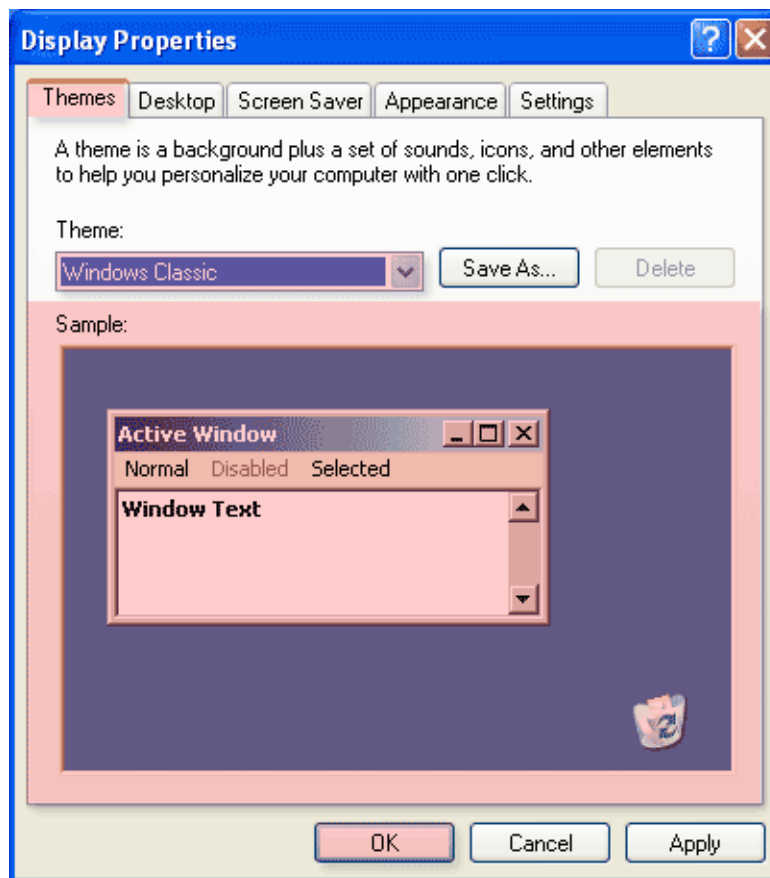 Display Properties
Themes Desktop Screen Saver Appearance Settings
A theme is a background plus a set of sounds, icons, and other elements
to help you personalize your computer with one click.
Theme:
Windows Classic Save As... Delete
Sample:
Active Window
Normal Disabled Selected
Window Text
OK Cancel Apply